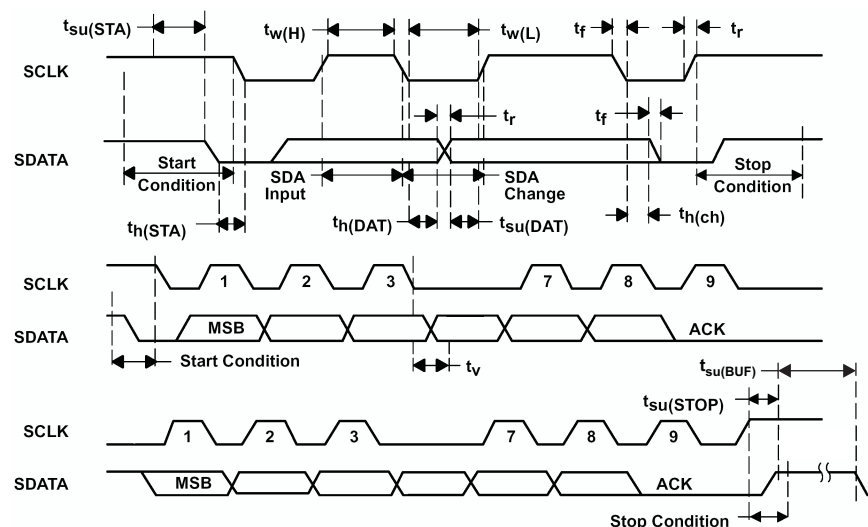 tsu(STA)
tw(H)
tw(L)
tf
tr
SCLK
tr
tf
SDATA
Start
Condition
SDA
Input
SDA
Change
Stop
Condition
th(STA)
th(DAT)
tsu(DAT)
th(ch)
SCLK
1
2
3
7
8
9
SDATA
MSB
ACK
Start Condition
tv
tsu(BUF)
tsu(STOP)
SCLK
1
2
3
7
8
9
SDATA
MSB
ACK
Stop Condition